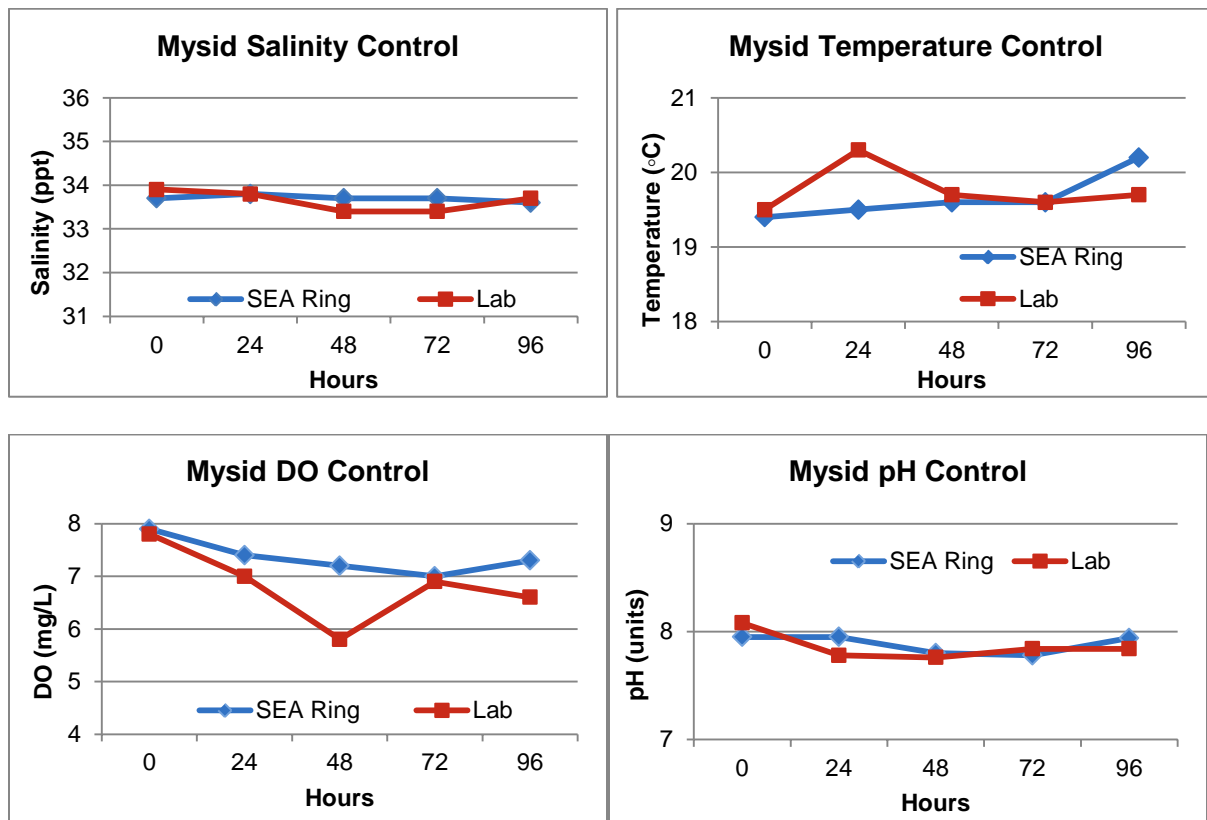 Mysid Salinity Control
36
35
34
33
32
31
Salinity (ppt)
SEA Ring
Lab
0 24 48 72 96
Hours
Mysid Temperature Control
21
20
19
18
Temperature (◦C)
SEA Ring
Lab
0 24 48 72 96
Hours
Mysid DO Control
8
7
6
5
4
DO (mg/L)
SEA Ring
Lab
0 24 48 72 96
Hours
Mysid pH Control
9
8
7
pH (units)
SEA Ring
Lab
0 24 48 72 96
Hours